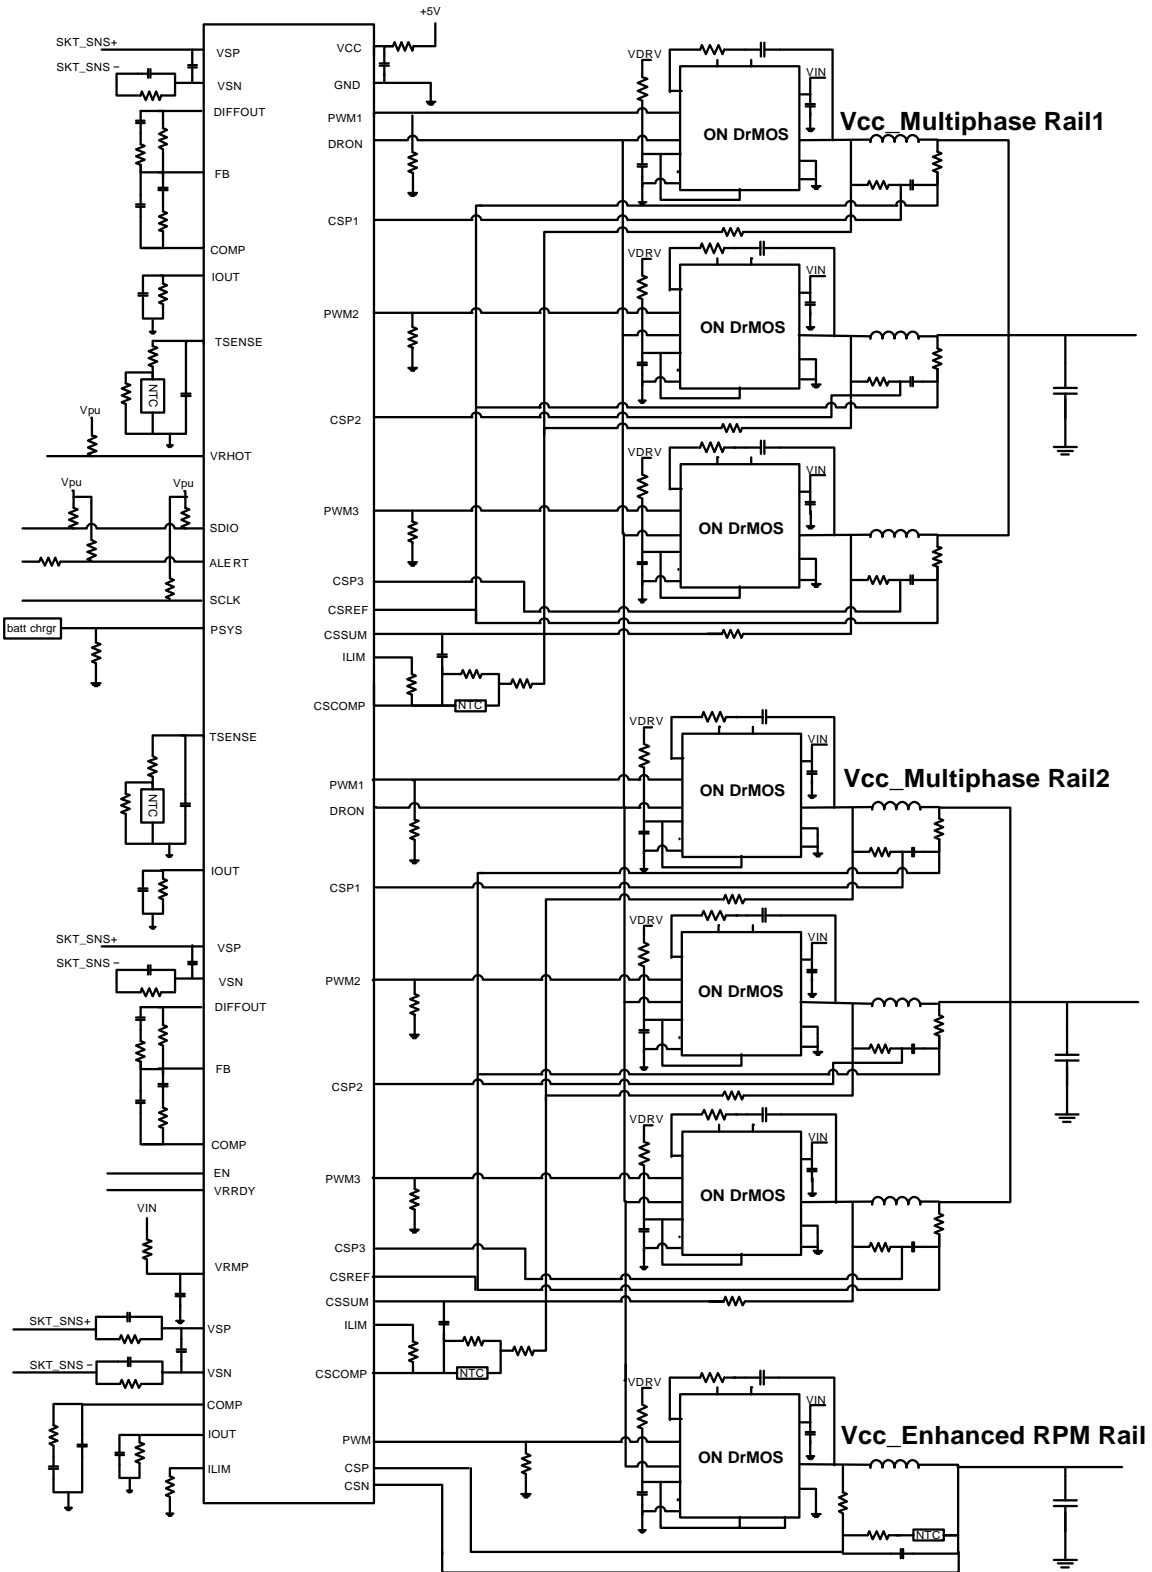 +5V
SKT_SNS+
VSP
VCC
SKT_SNS −
VSN
GND
DIFFOUT
PWM1
DRON
FB
CSP1
COMP
IOUT
PWM2
TSENSE
NTC
Vpu
CSP2
VRHOT
Vpu
Vpu
PWM3
SDIO
ALERT
CSP3
SCLK
CSREF
batt chrgr
PSYS
CSSUM
ILIM
CSCOMP
NTC
VDRV
VIN
ON DrMOS
Vcc_Multiphase Rail1
VDRV
VIN
ON DrMOS
VDRV
VIN
ON DrMOS
TSENSE
NTC
PWM1
DRON
IOUT
CSP1
SKT_SNS+
VSP
SKT_SNS −
VSN
PWM2
DIFFOUT
FB
CSP2
COMP
EN
PWM3
VRRDY
VIN
CSP3
VRMP
CSREF
CSSUM
SKT_SNS+
VSP
ILIM
SKT_SNS −
VSN
CSCOMP
NTC
VDRV
VIN
ON DrMOS
Vcc_Multiphase Rail2
VDRV
VIN
ON DrMOS
VDRV
VIN
ON DrMOS
COMP
IOUT
PWM
ILIM
CSP
CSN
VDRV
VIN
ON DrMOS
Vcc_Enhanced RPM Rail
NTC